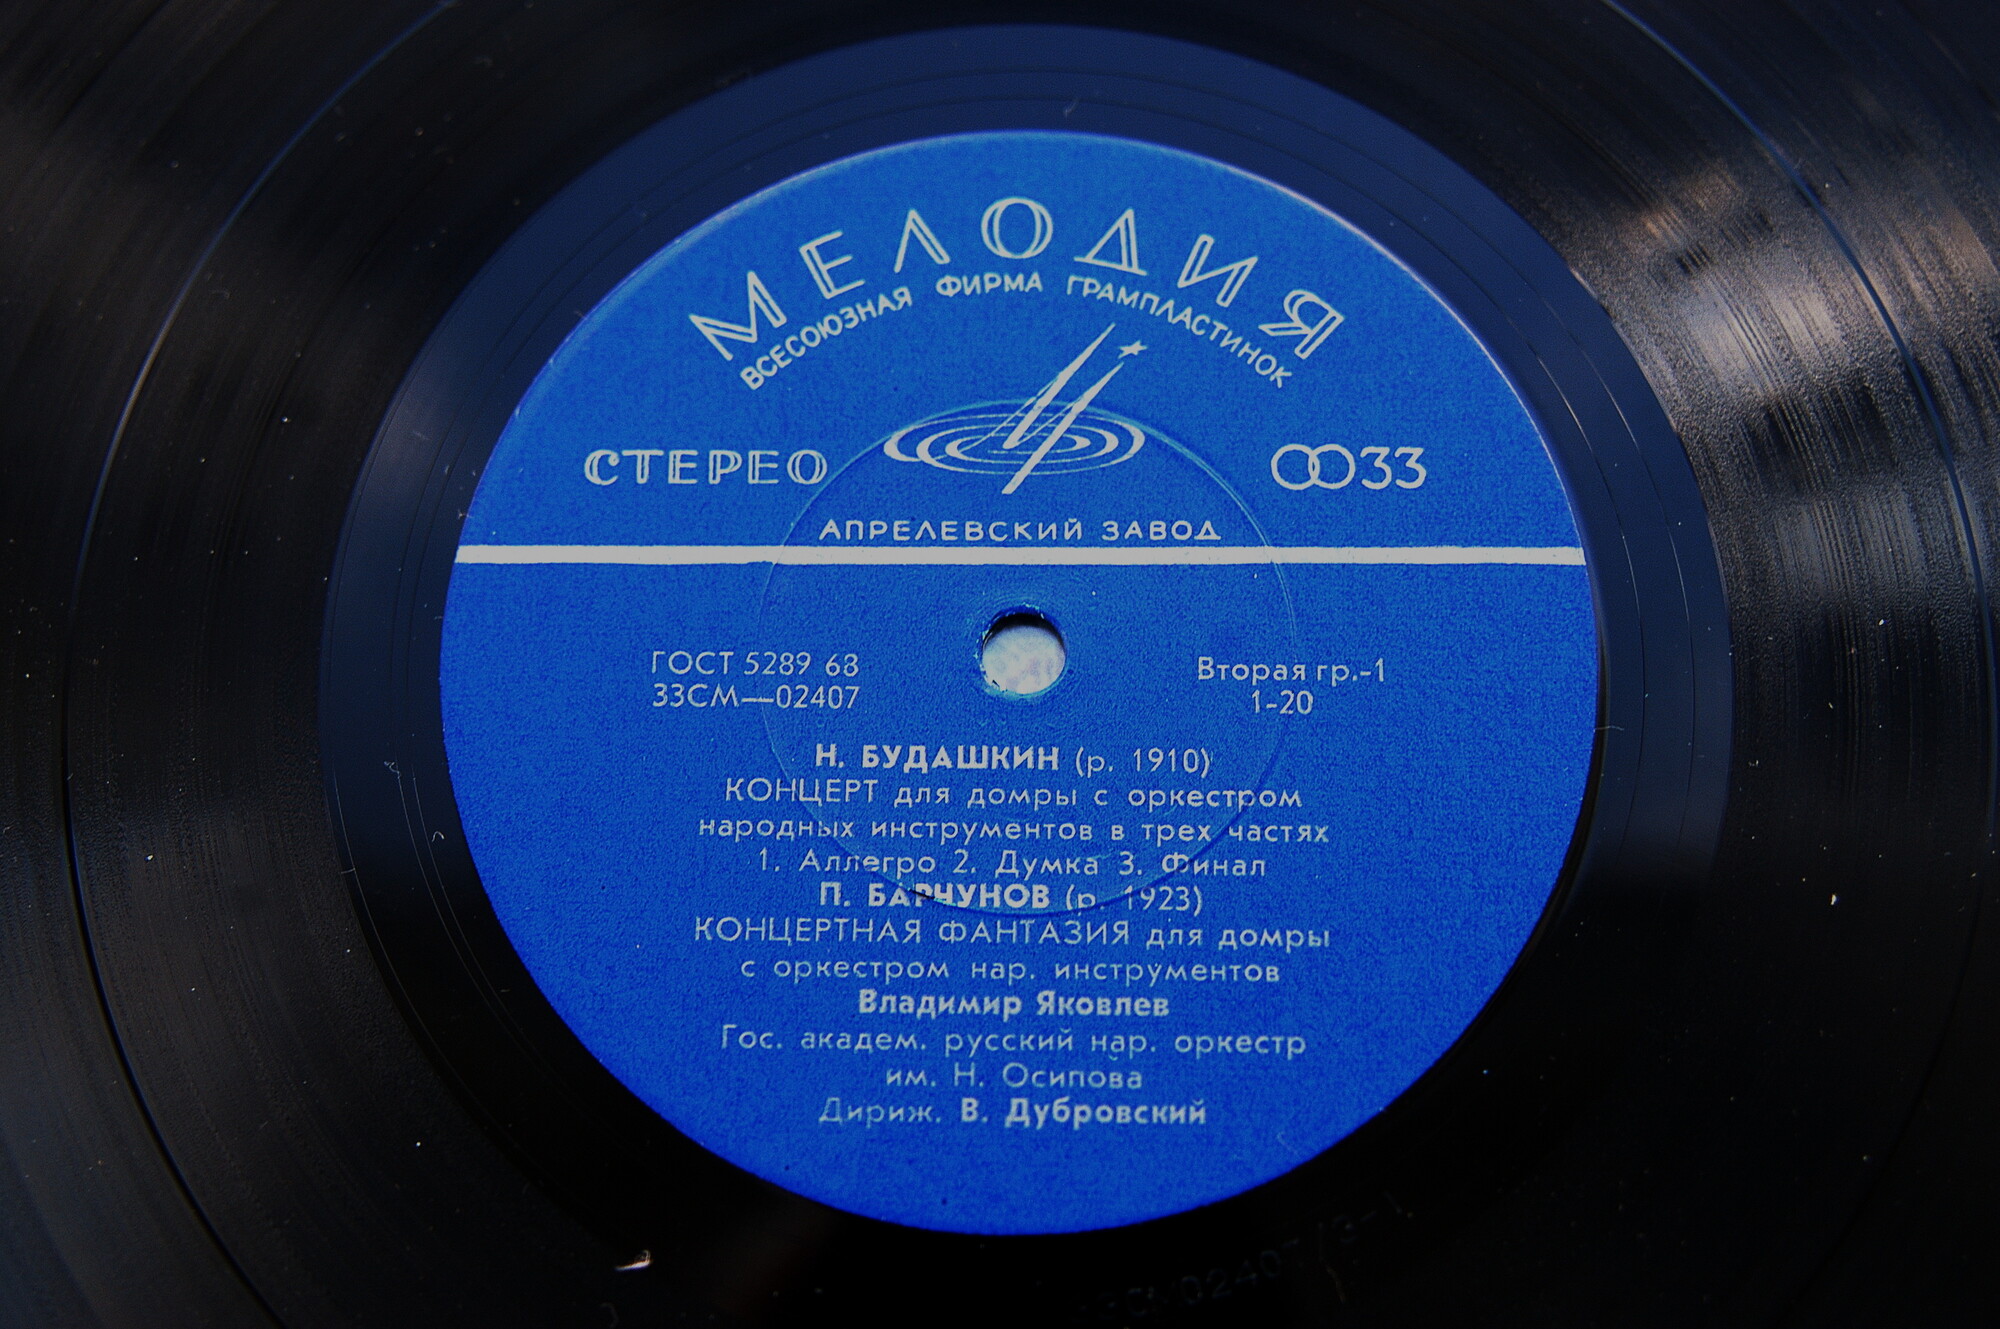 МЕЛОДИЯ
ВСЕСОЮЗНАЯ ФИРМА ГРАМПЛАСТИНОК
СТЕРЕО
33
АПРЕЛЕВСКИЙ ЗАВОД
ГОСТ 5289 68
33СМ—02407
Вторая гр.-1
1-20
Н. БУДАШКИН (р. 1910)
КОНЦЕРТ для домры с оркестром
народных инструментов в трех частях
1. Аллегро 2. Думка 3. Финал
П. БАРЧУНОВ (р. 1923)
КОНЦЕРТНАЯ ФАНТАЗИЯ для домры
с оркестром нар. инструментов
Владимир Яковлев
Гос. академ. русский нар. оркестр
им. Н. Осипова
Дириж. В. Дубровский